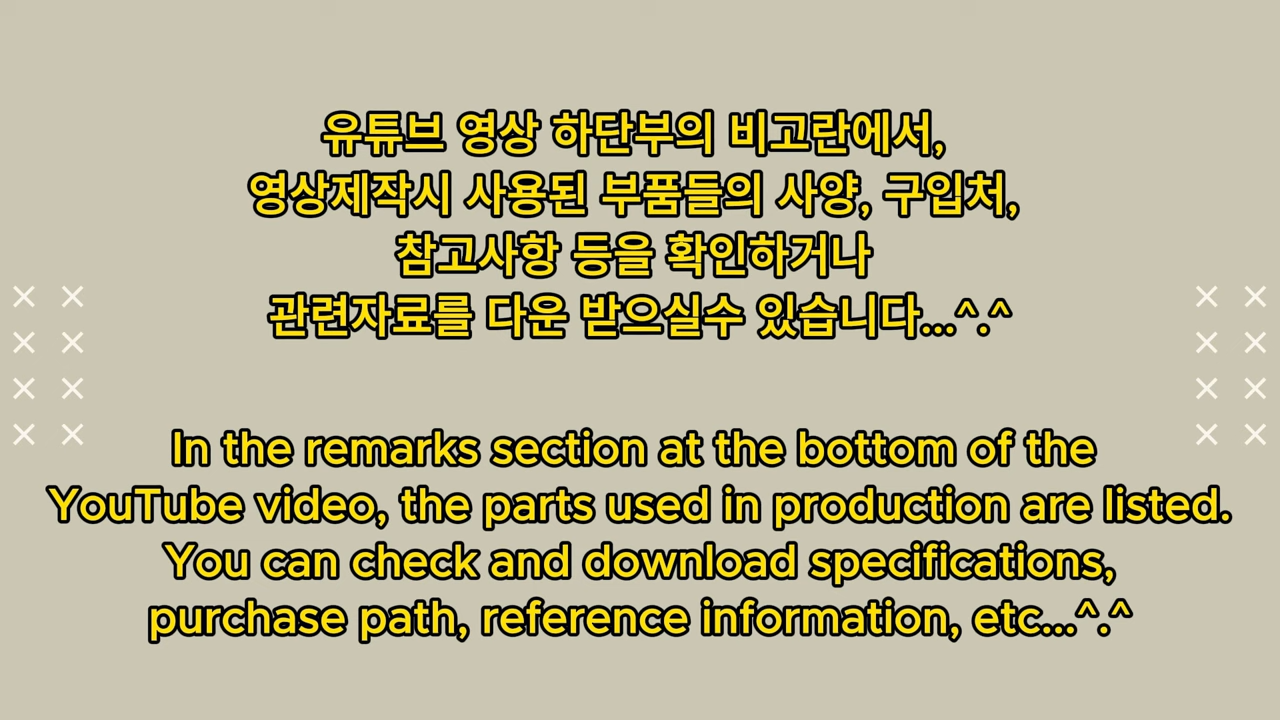 유튜브 영상 하단부의 비고란에서,
영상제작시 사용된 부품들의 사양, 구입처,
참고사항 등을 확인하거나
관련자료를 다운 받으실수 있습니다...^.^
In the remarks section at the bottom of the
YouTube video, the parts used in production are listed.
You can check and download specifications,
purchase path, reference information, etc...^.^